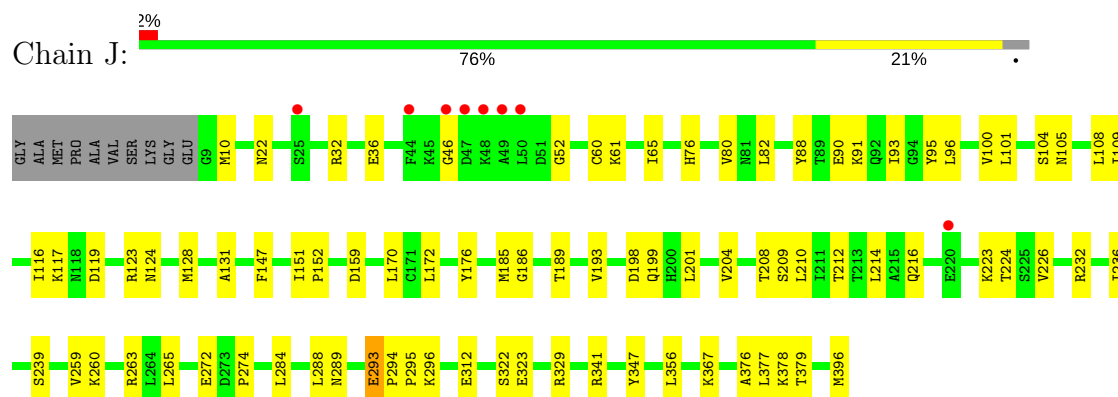 2%
Chain J:
76% 21% •
GLY ALA MET PRO ALA VAL SER LYS GLY GLU G9 M10 N22 S25 R32 E36 F44 K45 G46 D47 K48 A49 L50 D51 G52 C60 K61 I65 H76 V80 N81 L82 Y88 T89 E90 K91 Q92 I93 G94 Y95 L96 V100 L101 S104 N105 L108
I116 K117 N118 D119 R123 N124 M128 A131 F147 I151 P152 D159 L170 C171 L172 Y176 M185 G186 T189 V193 D198 Q199 H200 L201 V204 T208 S209 L210 I211 T212 T213 L214 A215 Q216 E220 K223 T224 S225 V226 R232
S239 V259 K260 R263 L264 L265 E272 D273 P274 L284 L288 N289 E293 P294 P295 K296 E312 S322 E323 R329 R341 Y347 L356 K367 A376 L377 K378 T379 M396